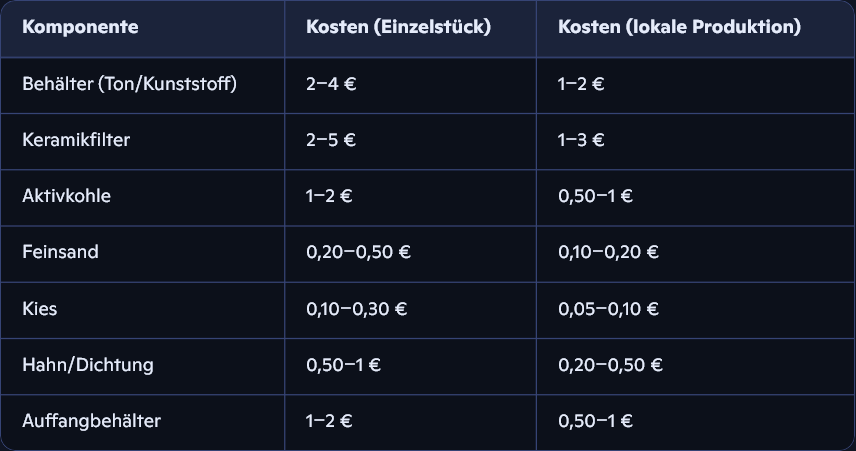 Komponente Kosten (Einzelstück) Kosten (lokale Produktion)
Behälter (Ton/Kunststoff) 2–4 € 1–2 €
Keramikfilter 2–5 € 1–3 €
Aktivkohle 1–2 € 0,50–1 €
Feinsand 0,20–0,50 € 0,10–0,20 €
Kies 0,10–0,30 € 0,05–0,10 €
Hahn/Dichtung 0,50–1 € 0,20–0,50 €
Auffangbehälter 1–2 € 0,50–1 €